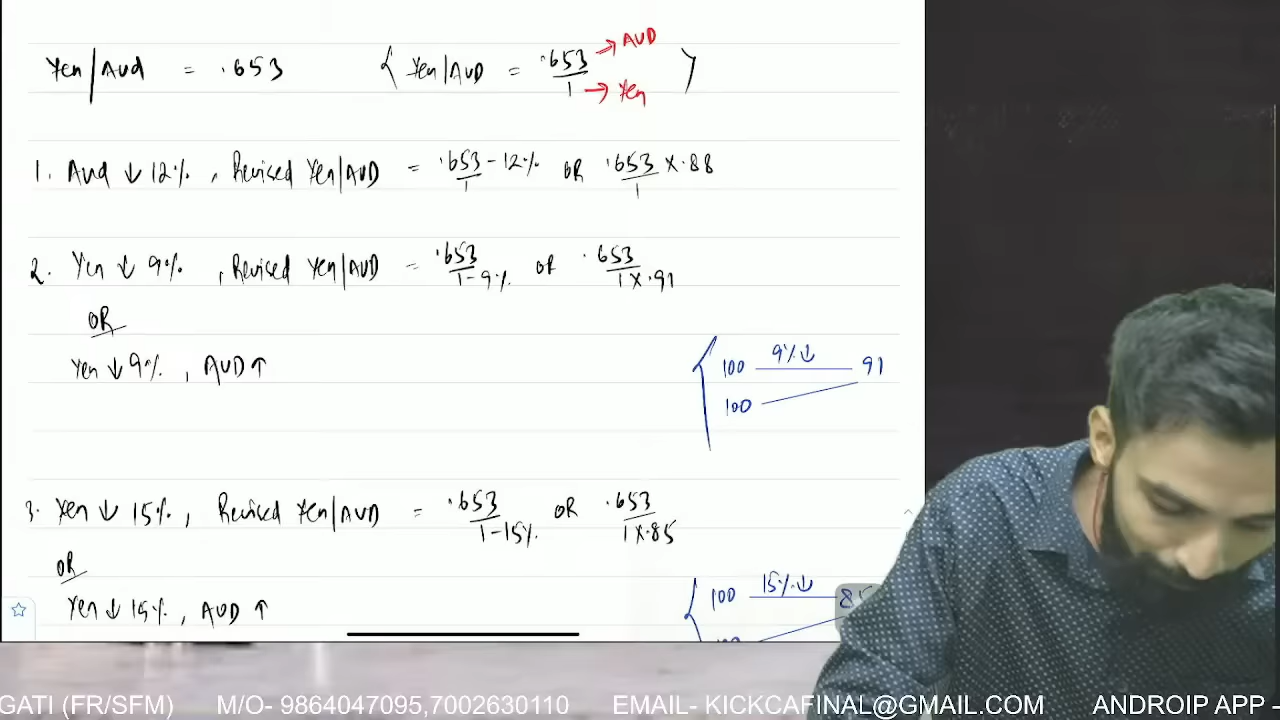 Yen/Aud = .653 { Yen/AUD = .653/1 → AUD → Yen }
1. Aud ↓ 12%, Revised Yen/AUD = .653 - 12%/1 OR .653/1 X .88
2. Yen ↓ 9%, Revised Yen/AUD = .653/1-9% OR .653/1 X .91
OR
Yen ↓ 9%, AUD ↑
100 9%↓ 91
100
3. Yen ↓ 15%, Revised Yen/AUD = .653/1-15% OR .653/1 X .85
OR
Yen ↓ 15%, AUD ↑
100 15%↓
GATI (FR/SFM) M/O- 9864047095,7002630110 EMAIL- KICKCAFINAL@GMAIL.COM ANDROIP APP -